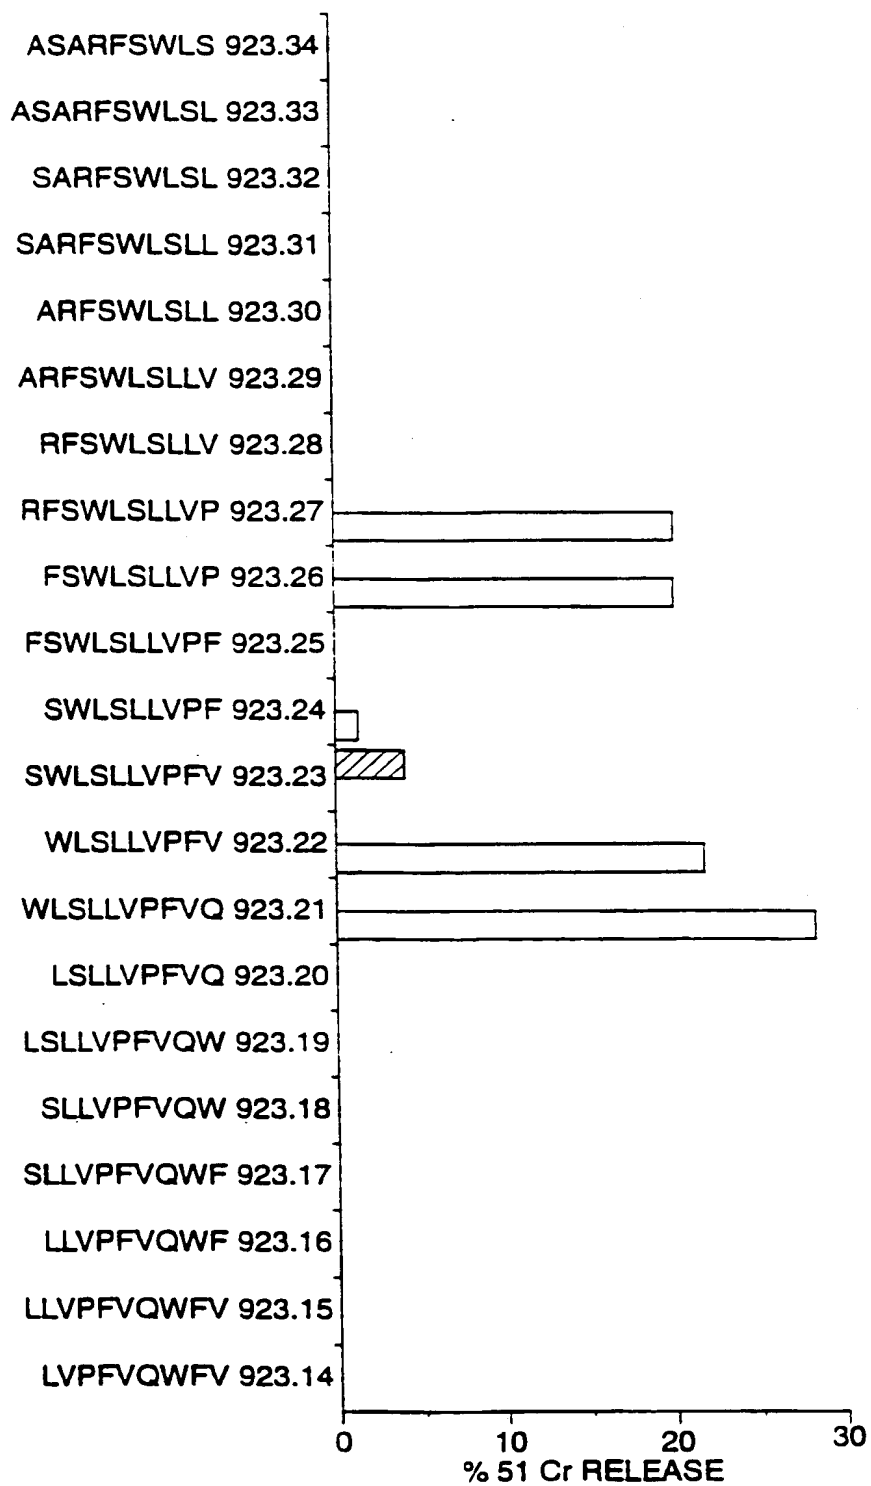 ASARFSWLS 923.34
ASARFSWLSL 923.33
SARFSWLSL 923.32
SARFSWLSLL 923.31
ARFSWLSLL 923.30
ARFSWLSLLV 923.29
RFSWLSLLV 923.28
RFSWLSLLVP 923.27
FSWLSLLVP 923.26
FSWLSLLVPF 923.25
SWLSLLVPF 923.24
SWLSLLVPFV 923.23
WLSLLVPFV 923.22
WLSLLVPFVQ 923.21
LSLLVPFVQ 923.20
LSLLVPFVQW 923.19
SLLVPFVQW 923.18
SLLVPFVQWF 923.17
LLVPFVQWF 923.16
LLVPFVQWFV 923.15
LVPFVQWFV 923.14
0 10 20 30
% 51 Cr RELEASE